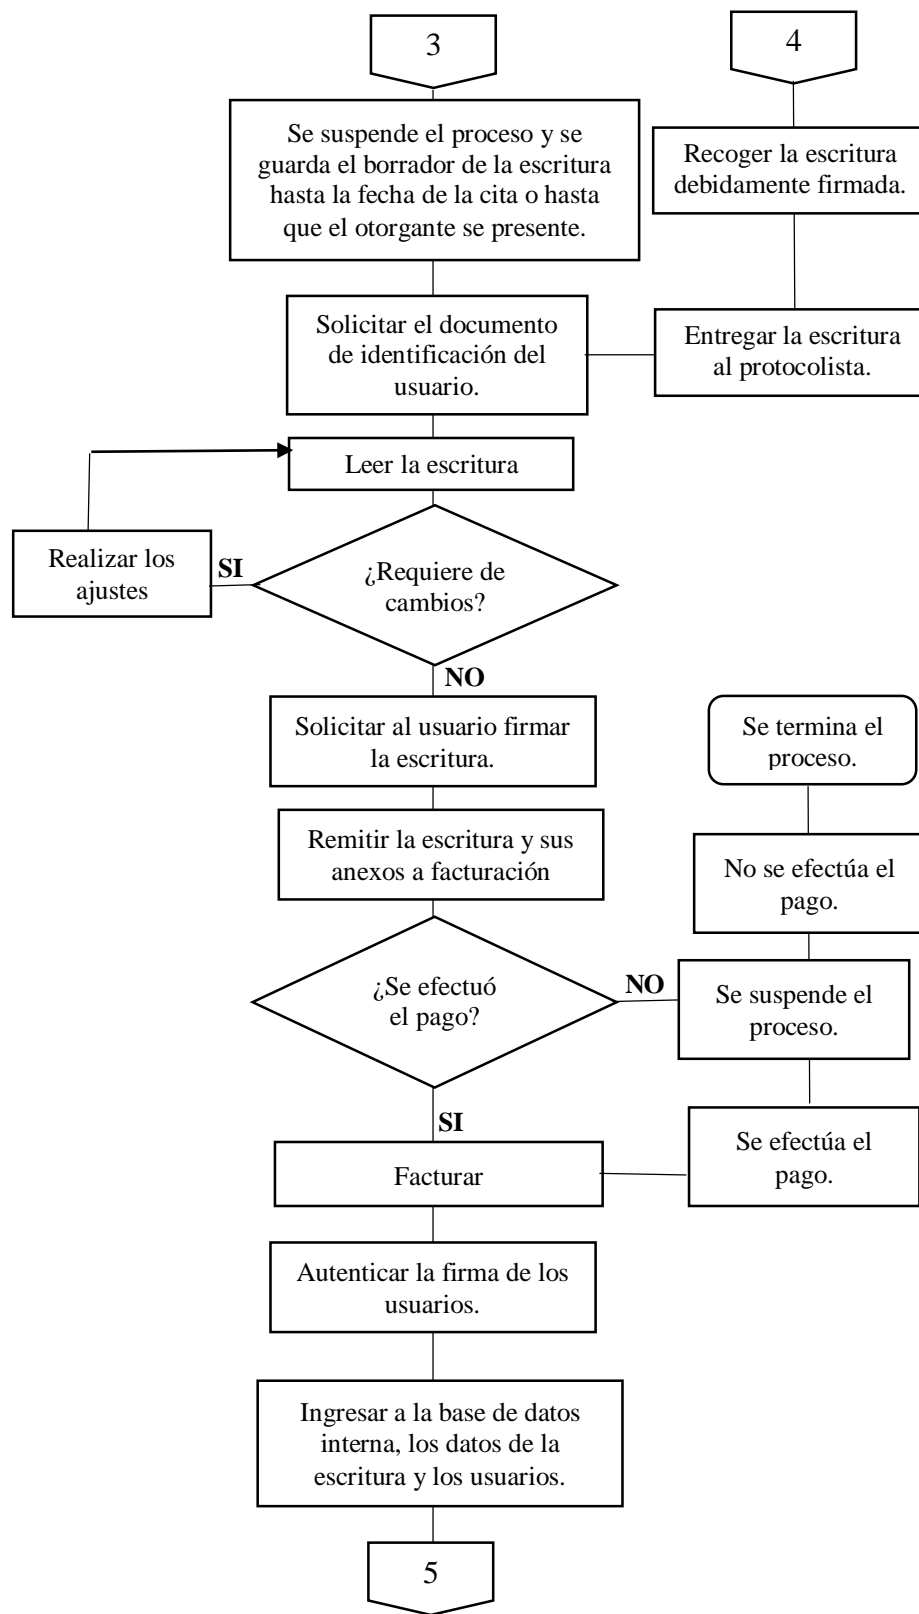 3
4
Se suspende el proceso y se
guarda el borrador de la escritura
hasta la fecha de la cita o hasta
que el otorgante se presente.
Recoger la escritura
debidamente firmada.
Solicitar el documento
de identificación del
usuario.
Entregar la escritura
al protocolista.
Leer la escritura
Realizar los
ajustes
SI
¿Requiere de
cambios?
NO
Solicitar al usuario firmar
la escritura.
Se termina el
proceso.
Remitir la escritura y sus
anexos a facturación
No se efectúa el
pago.
¿Se efectuó
el pago?
NO
Se suspende el
proceso.
SI
Se efectúa el
pago.
Facturar
Autenticar la firma de los
usuarios.
Ingresar a la base de datos
interna, los datos de la
escritura y los usuarios.
5